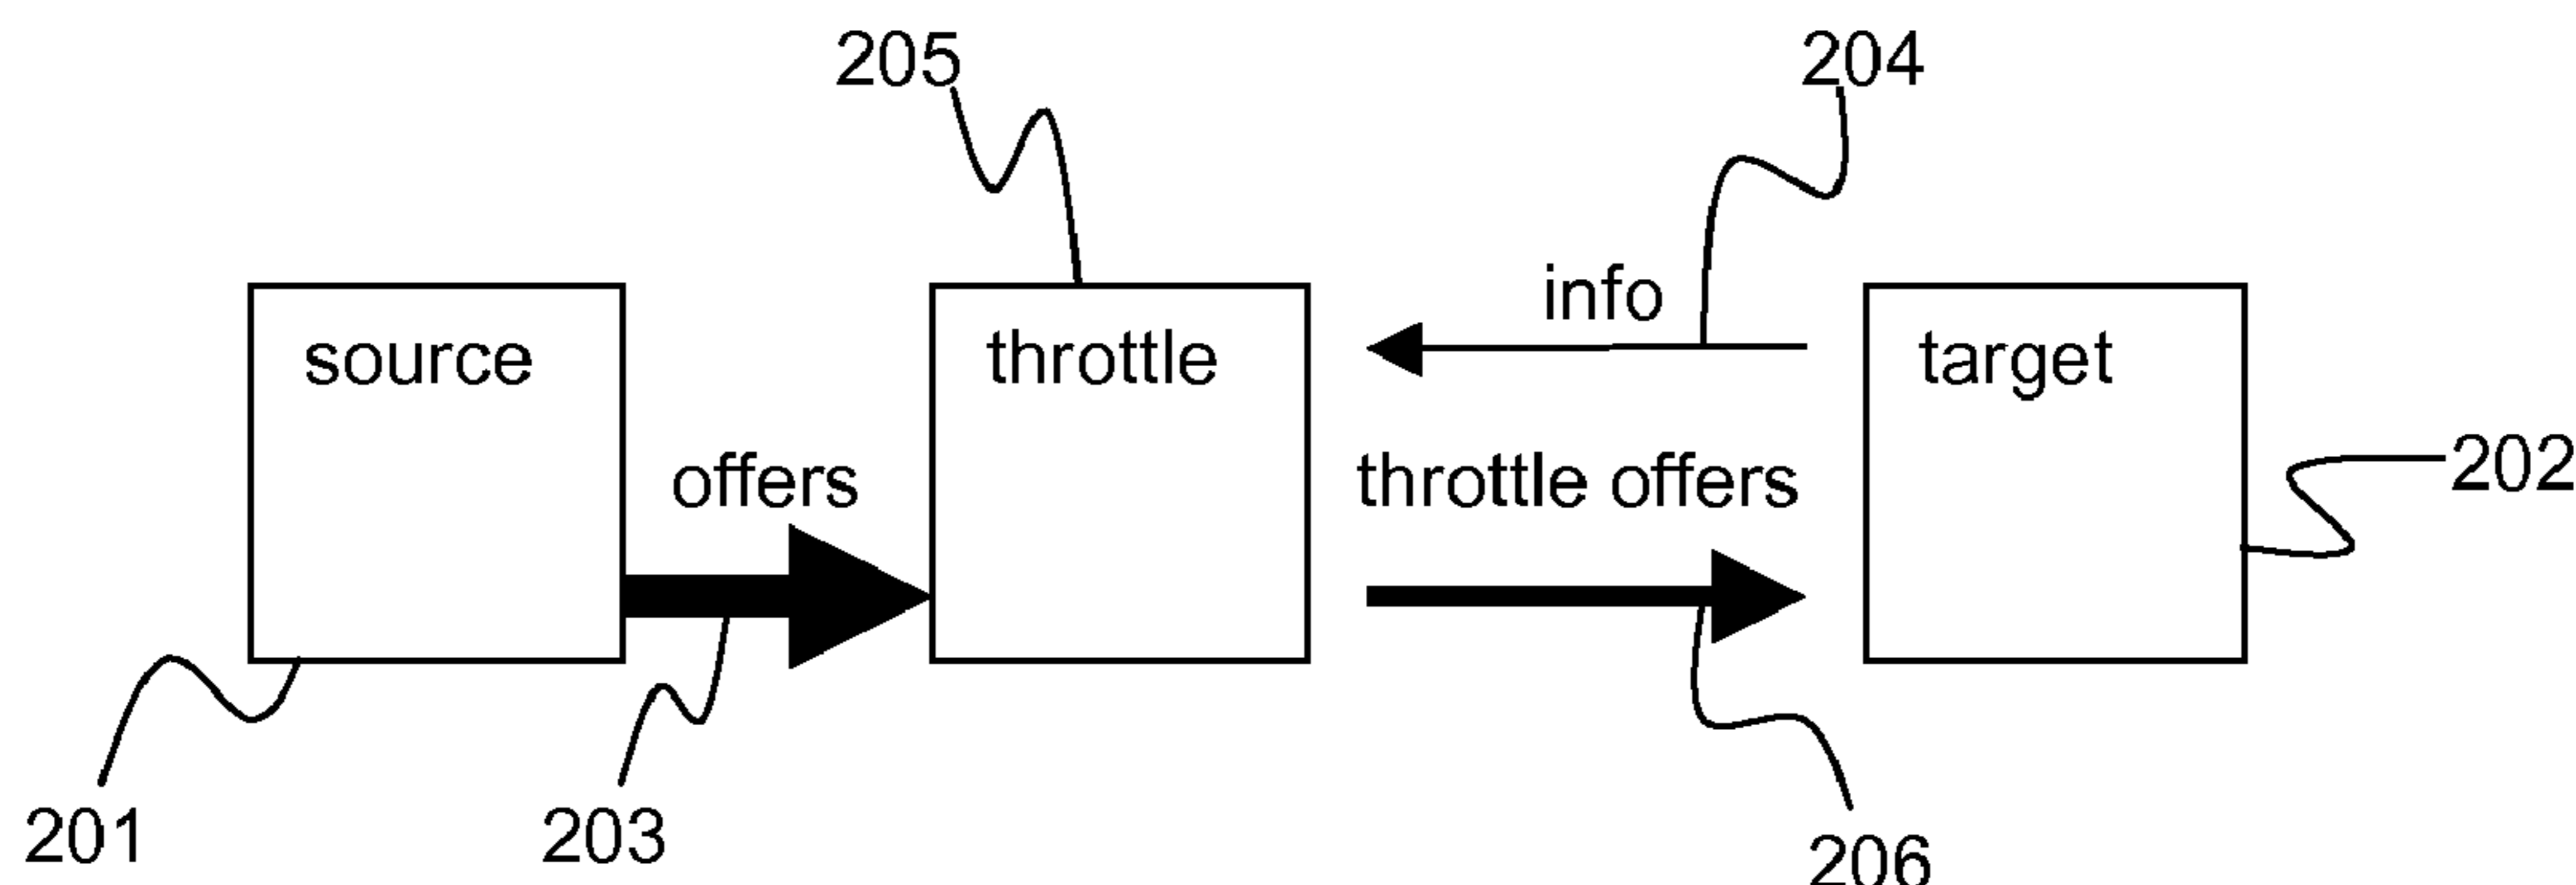 205
204
info
source
throttle
target
offers
throttle offers
202
201
203
206